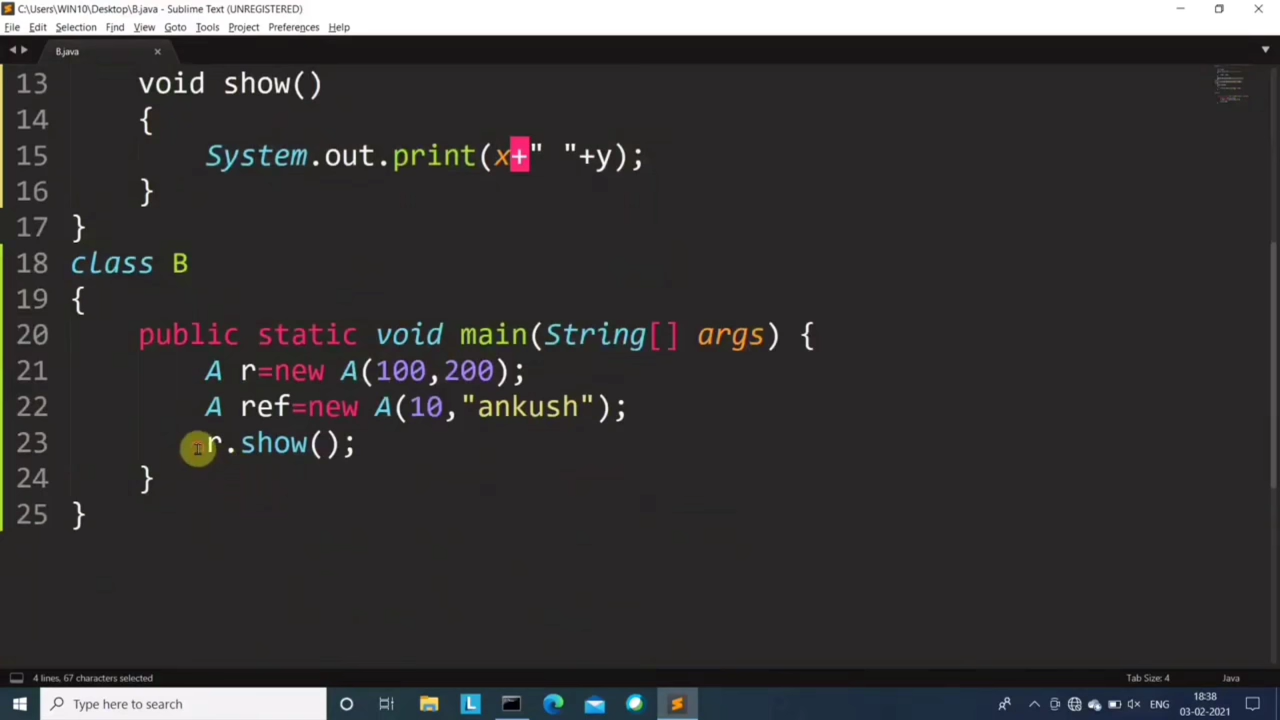 C:\Users\WIN10\Desktop\B.java - Sublime Text (UNREGISTERED)
File Edit Selection Find View Goto Tools Project Preferences Help
B.java
13 void show()
14 {
15 System.out.print(x+" "+y);
16 }
17 }
18 class B
19 {
20 public static void main(String[] args) {
21 A r=new A(100,200);
22 A ref=new A(10,"ankush");
23 r.show();
24 }
25 }
4 lines, 67 characters selected Tab Size: 4 Java
Type here to search L ENG 18:38
03-02-2021